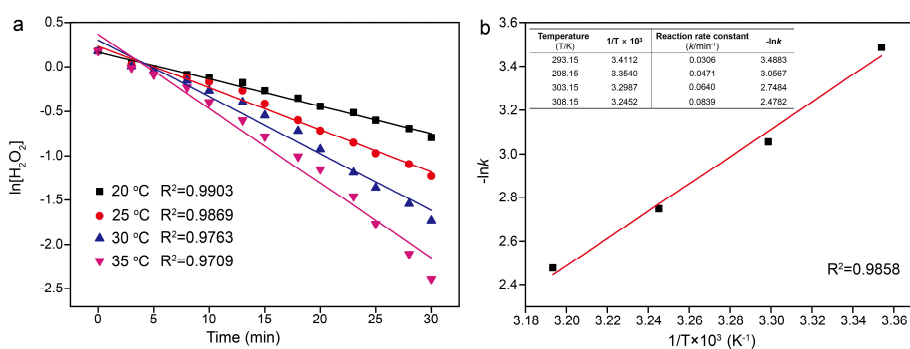 a
ln[H₂O₂]
0.5
0.0
-0.5
-1.0
-1.5
-2.0
2.5
20 °C R²=0.9903
25 °C R²=0.9869
30 °C R²=0.9763
35 °C R²=0.9709
0 5 10 15 20 25 30
Time (min)
b
-lnk
3.6
3.4
3.2
3.0
2.8
2.6
2.4
Temperature (T/K) 1/T × 10³ Reaction rate constant (k/min⁻¹) -lnk
293.15 3.4112 0.0306 3.4883
208.16 3.3540 0.0471 3.0567
303.15 3.2987 0.0640 2.7484
308.15 3.2452 0.0839 2.4782
R²=0.9858
3.18 3.20 3.22 3.24 3.26 3.28 3.30 3.32 3.34 3.36
1/T×10³ (K⁻¹)